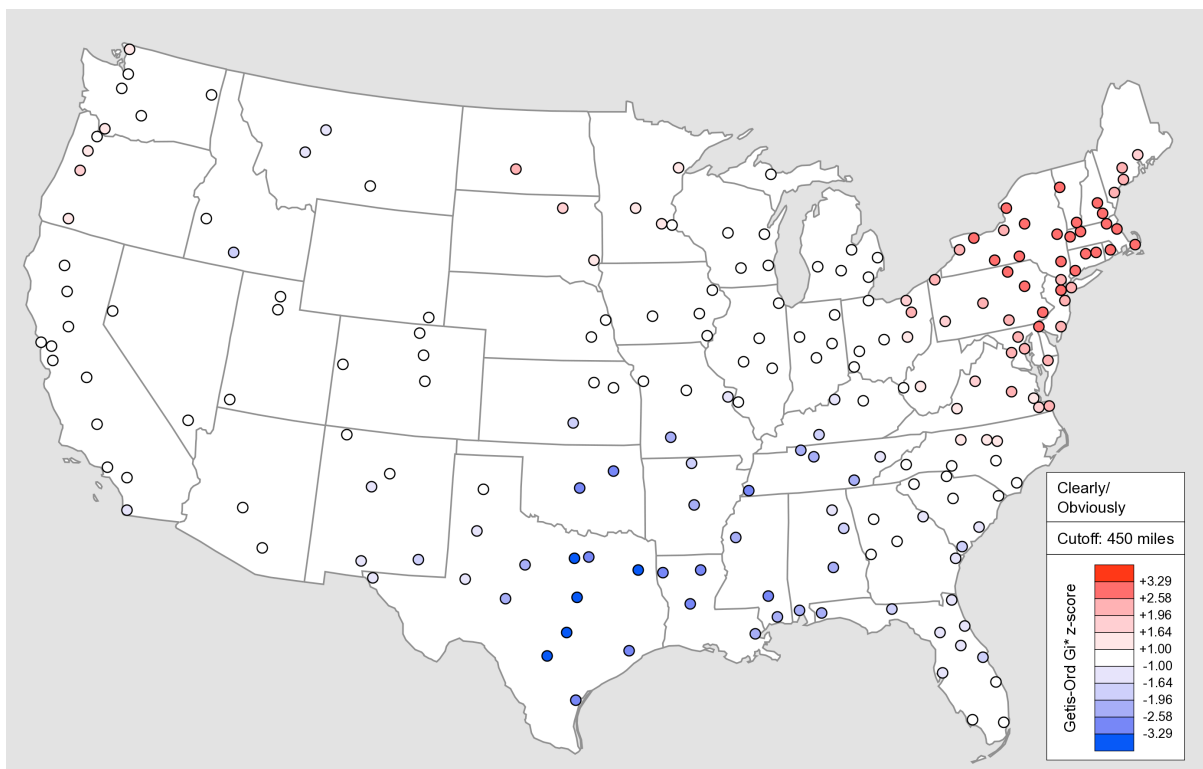 Clearly/
Obviously
Cutoff: 450 miles
Getis-Ord Gi* z-score
+3.29
+2.58
+1.96
+1.64
+1.00
-1.00
-1.64
-1.96
-2.58
-3.29